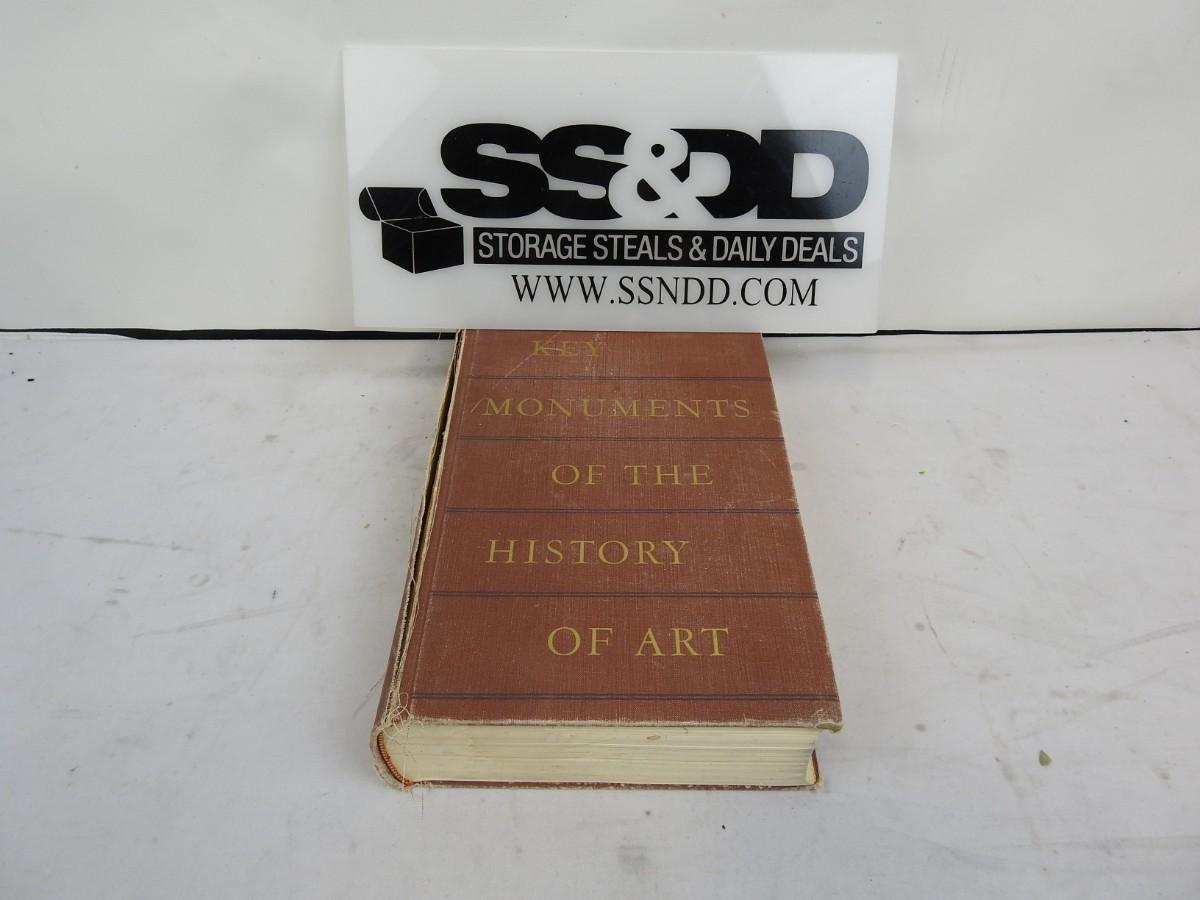 SS&DD
STORAGE STEALS & DAILY DEALS
WWW.SSNDD.COM
KEY
MONUMENTS
OF THE
HISTORY
OF ART